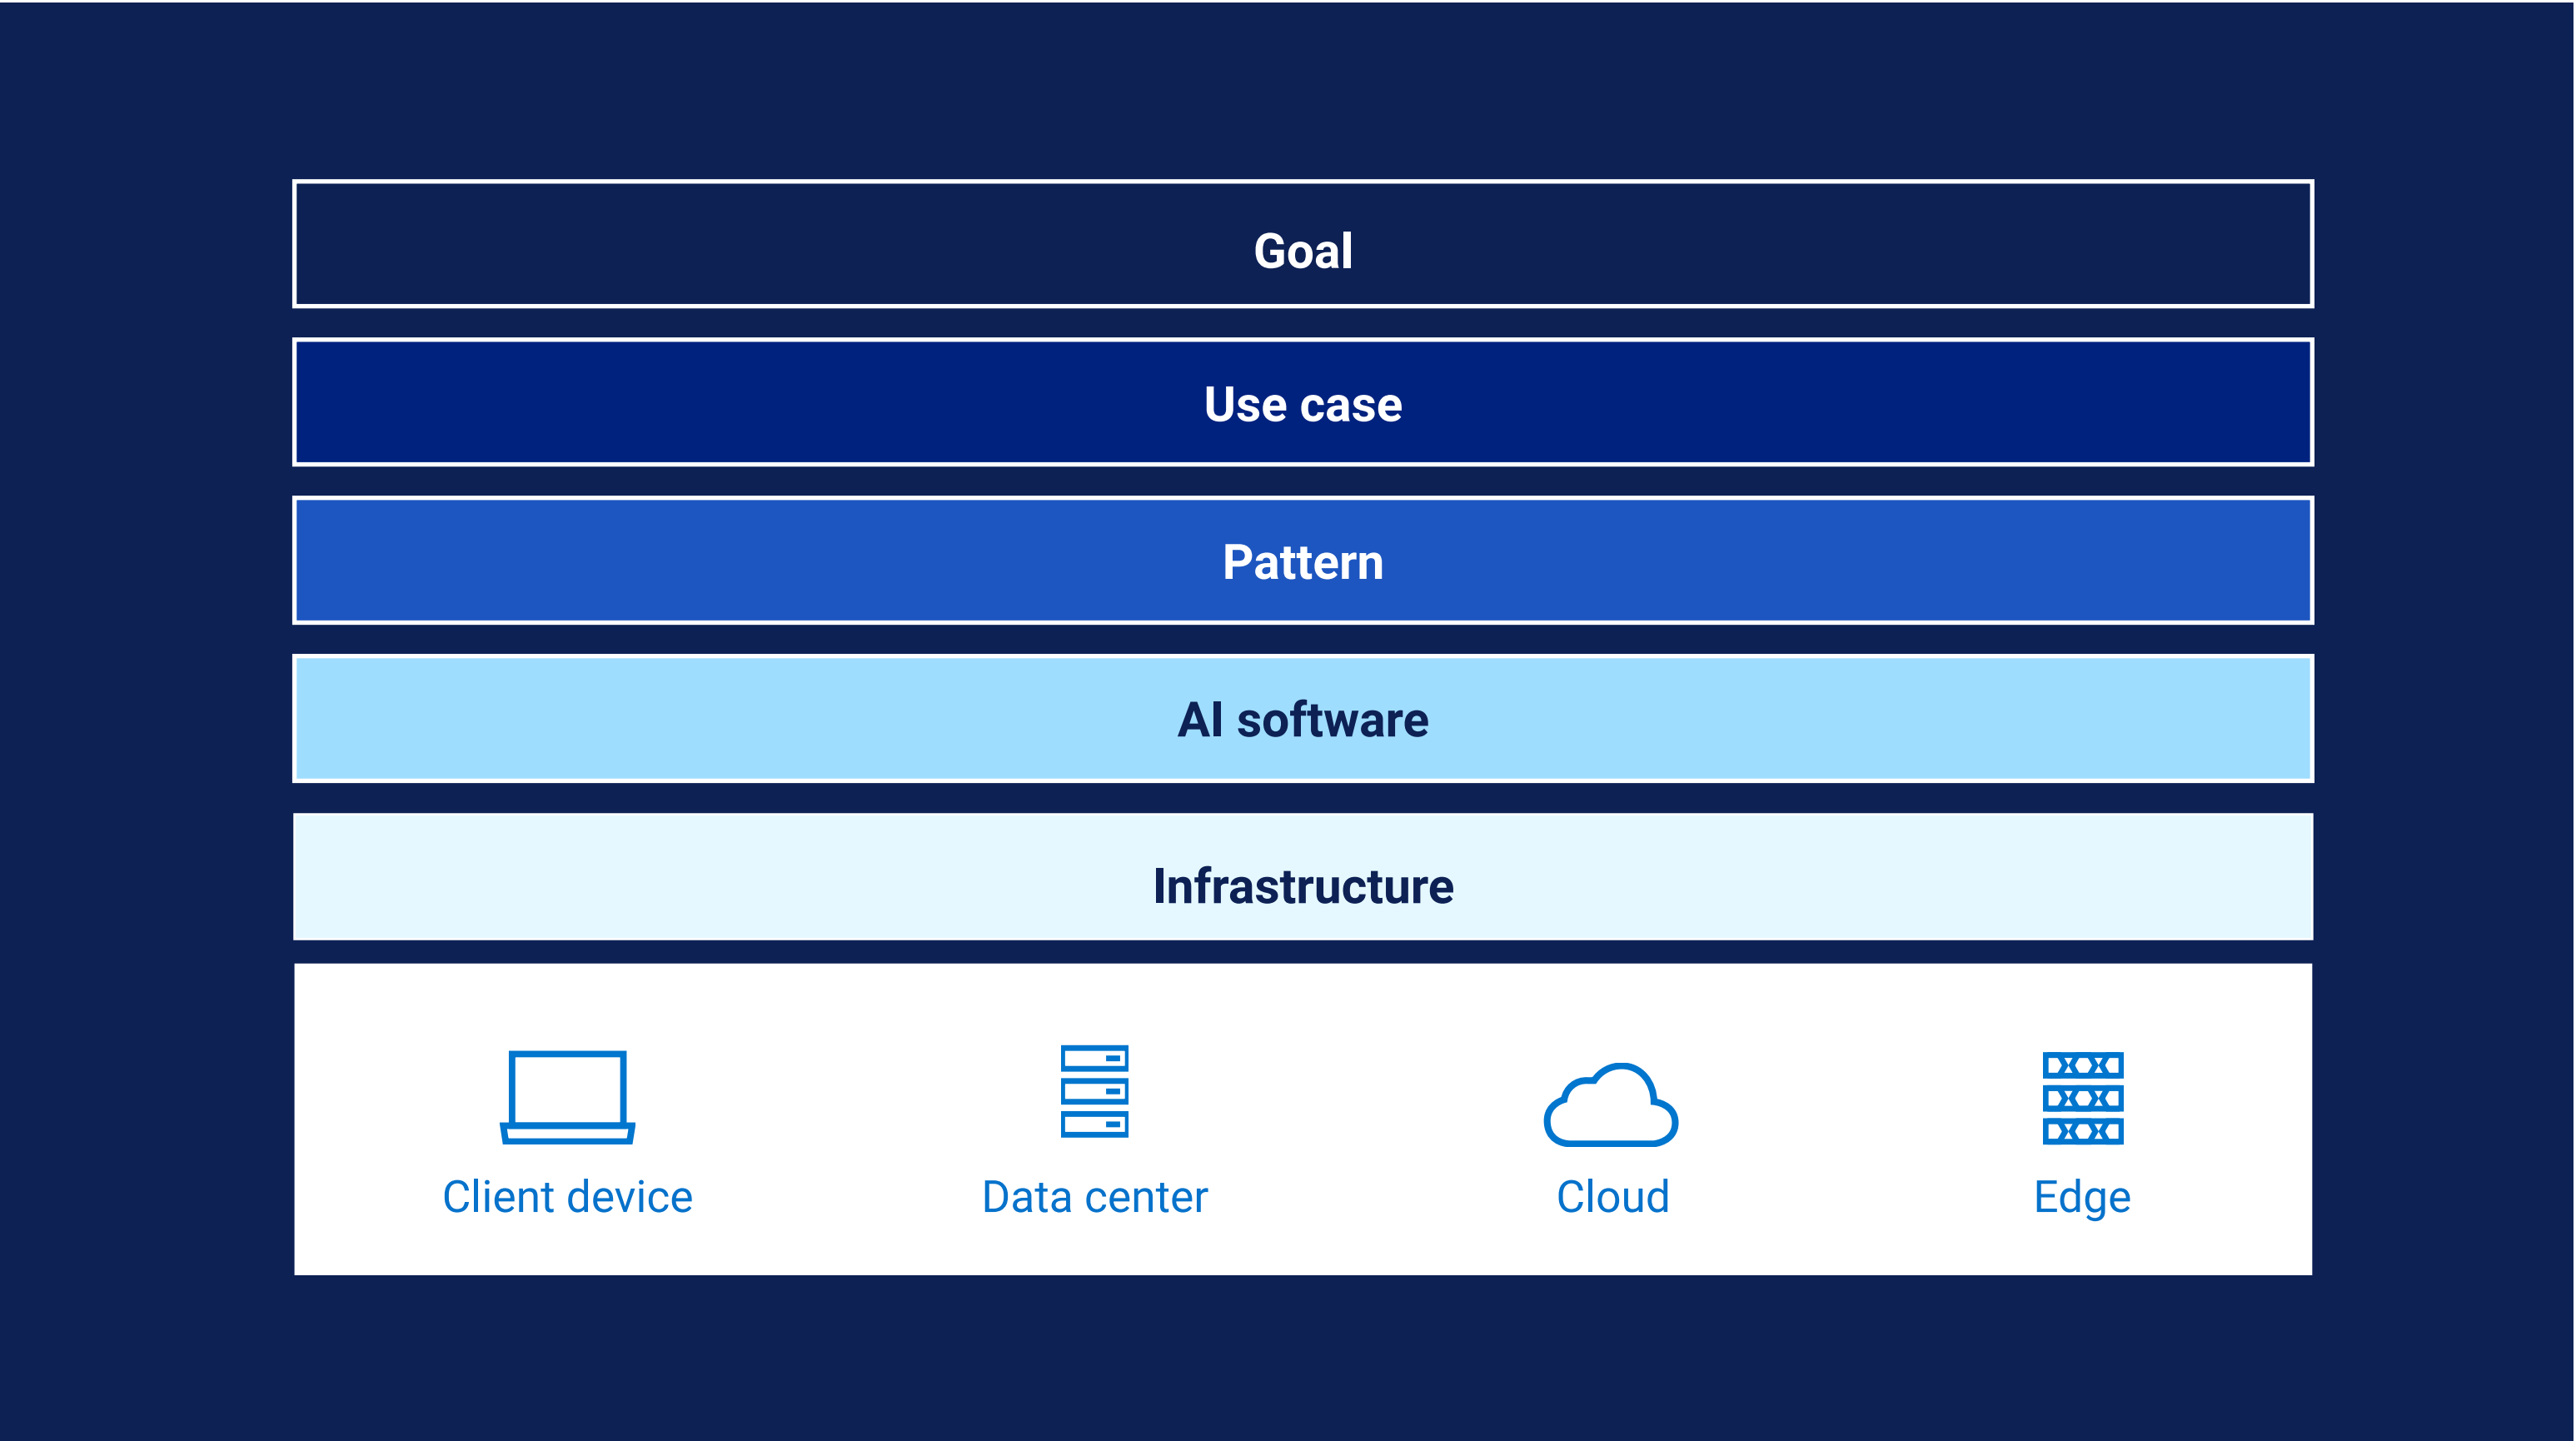 Goal
Use case
Pattern
AI software
Infrastructure
Client device
Data center
Cloud
Edge